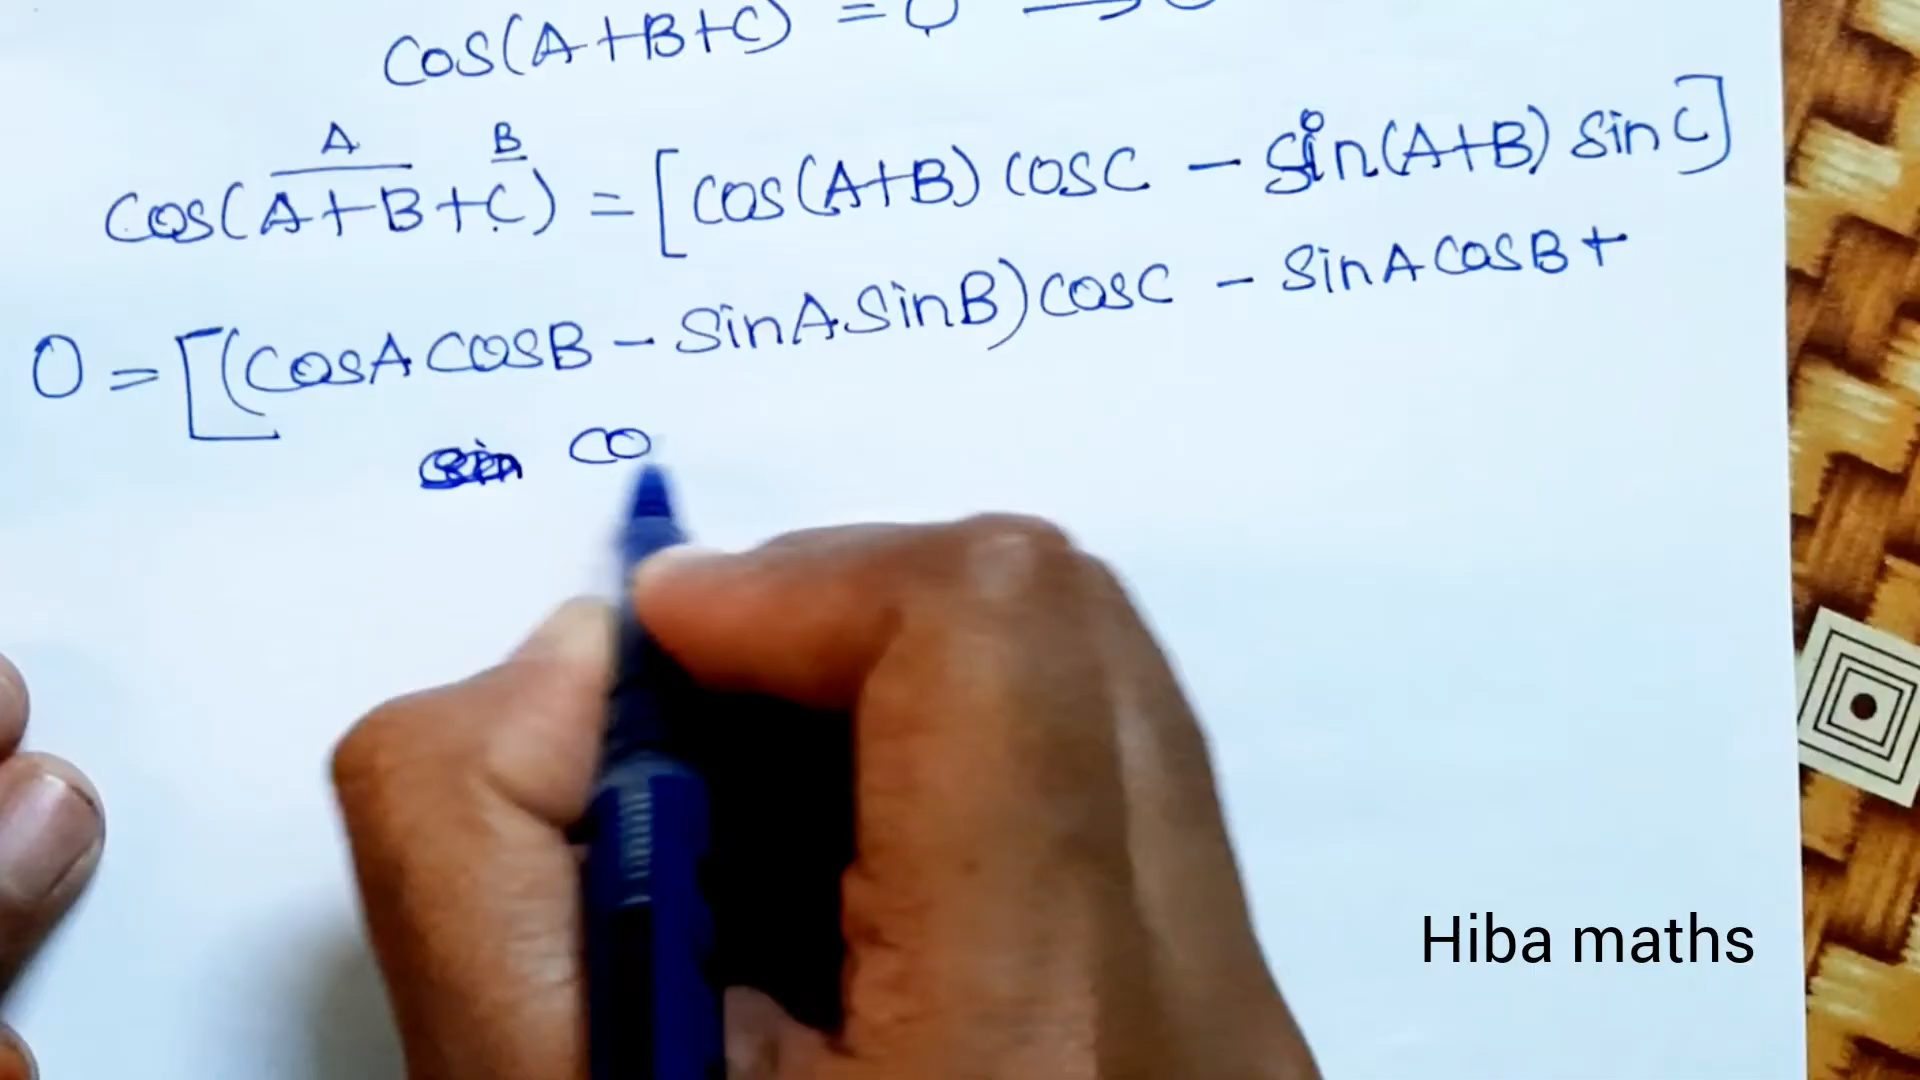 cos(A+B+C) = 0 →
A B
cos(A+B+C) = [cos(A+B) cosC - sin(A+B) sinC]
0 = [(cosA cosB - sinA sinB) cosC - sinA cosB +
co
Hiba maths